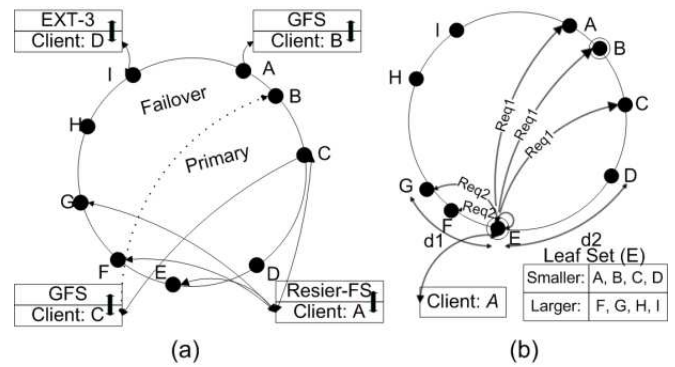 EXT-3
Client: D
GFS
Client: B
I
A
B
Failover
H
Primary
C
G
F
E
D
GFS
Client: C
Resier-FS
Client: A
(a)
I
A
B
H
C
Req1
Req1
Req1
G
Req2
Req2
D
F
E
d1
d2
Leaf Set (E)
Smaller: A, B, C, D
Larger: F, G, H, I
Client: A
(b)